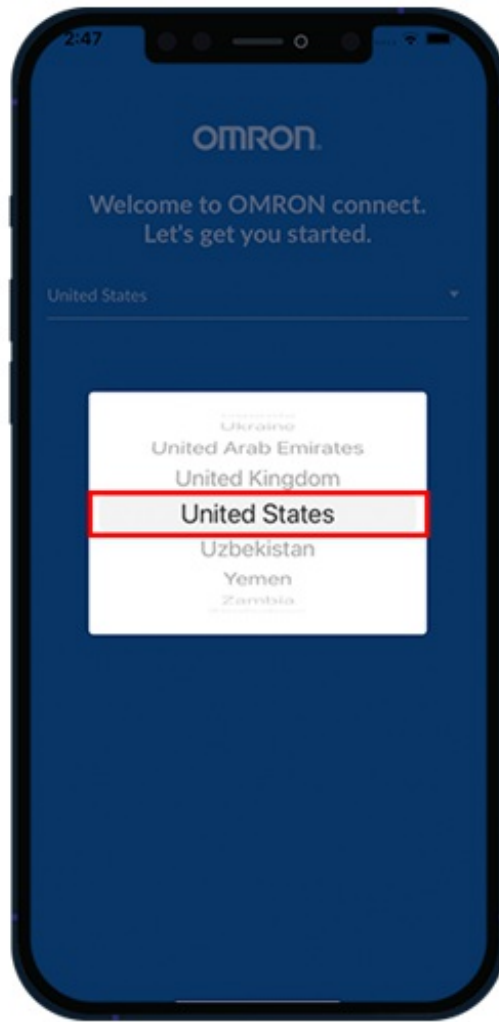 2:47
OMRON
Welcome to OMRON connect.
Let's get you started.
United States
Ukraine
United Arab Emirates
United Kingdom
United States
Uzbekistan
Yemen
Zambia